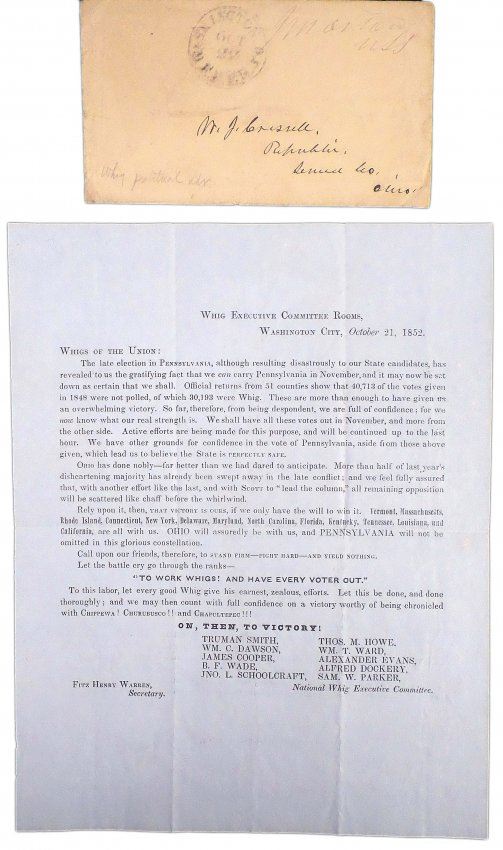 WASHINGTON D.C.
OCT
FREE
W. J. Crissell,
Republic,
Seneca Co,
Ohio.
Whig political
WHIG EXECUTIVE COMMITTEE ROOMS,
WASHINGTON CITY, October 21, 1852.
WHIGS OF THE UNION:
The late election in PENNSYLVANIA, although resulting disastrously to our State candidates, has
revealed to us the gratifying fact that we can carry Pennsylvania in November, and it may now be set
down as certain that we shall. Official returns from 51 counties show that 40,713 of the votes given
in 1848 were not polled, of which 30,193 were Whig. These are more than enough to have given us
an overwhelming victory. So far, therefore, from being despondent, we are full of confidence; for we
now know what our real strength is. We shall have all these votes out in November, and more from
the other side. Active efforts are being made for this purpose, and will be continued up to the last
hour. We have other grounds for confidence in the vote of Pennsylvania, aside from those above
given, which lead us to believe the State is PERFECTLY SAFE.
OHIO has done nobly—far better than we had dared to anticipate. More than half of last year's
disheartening majority has already been swept away in the late conflict; and we feel fully assured
that, with another effort like the last, and with SCOTT to "lead the column," all remaining opposition
will be scattered like chaff before the whirlwind.
Rely upon it, then, THAT VICTORY IS OURS, if we only have the will to win it. Vermont, Massachusetts,
Rhode Island, Connecticut, New York, Delaware, Maryland, North Carolina, Florida, Kentucky, Tennessee, Louisiana, and
California, are all with us. OHIO will assuredly be with us, and PENNSYLVANIA will not be
omitted in this glorious constellation.
Call upon our friends, therefore, to STAND FIRM—FIGHT HARD—AND YIELD NOTHING.
Let the battle cry go through the ranks—
"TO WORK WHIGS! AND HAVE EVERY VOTER OUT."
To this labor, let every good Whig give his earnest, zealous, efforts. Let this be done, and done
thoroughly; and we may then count with full confidence on a victory worthy of being chronicled
with CHIPPEWA! CHURUBUSCO!! and CHAPULTEPEC!!!
ON, THEN, TO VICTORY!
TRUMAN SMITH, THOS. M. HOWE,
WM. C. DAWSON, WM. T. WARD,
JAMES COOPER, ALEXANDER EVANS,
B. F. WADE, ALFRED DOCKERY,
JNO. L. SCHOOLCRAFT, SAM. W. PARKER,
FITZ HENRY WARREN, National Whig Executive Committee.
Secretary.